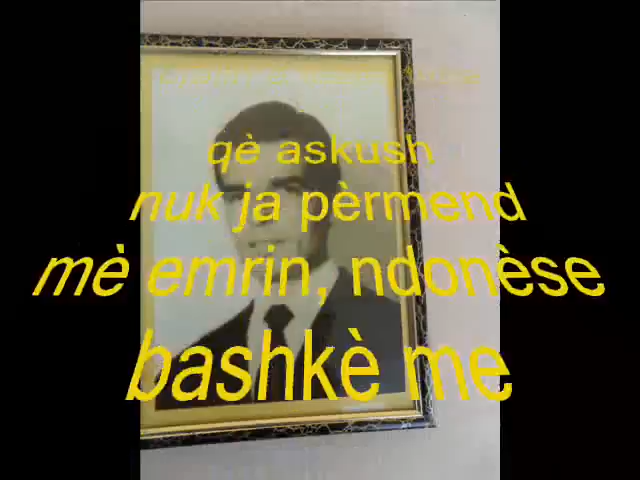 qè askush
nuk ja pèrmend
mè emrin, ndonèse
bashkè me